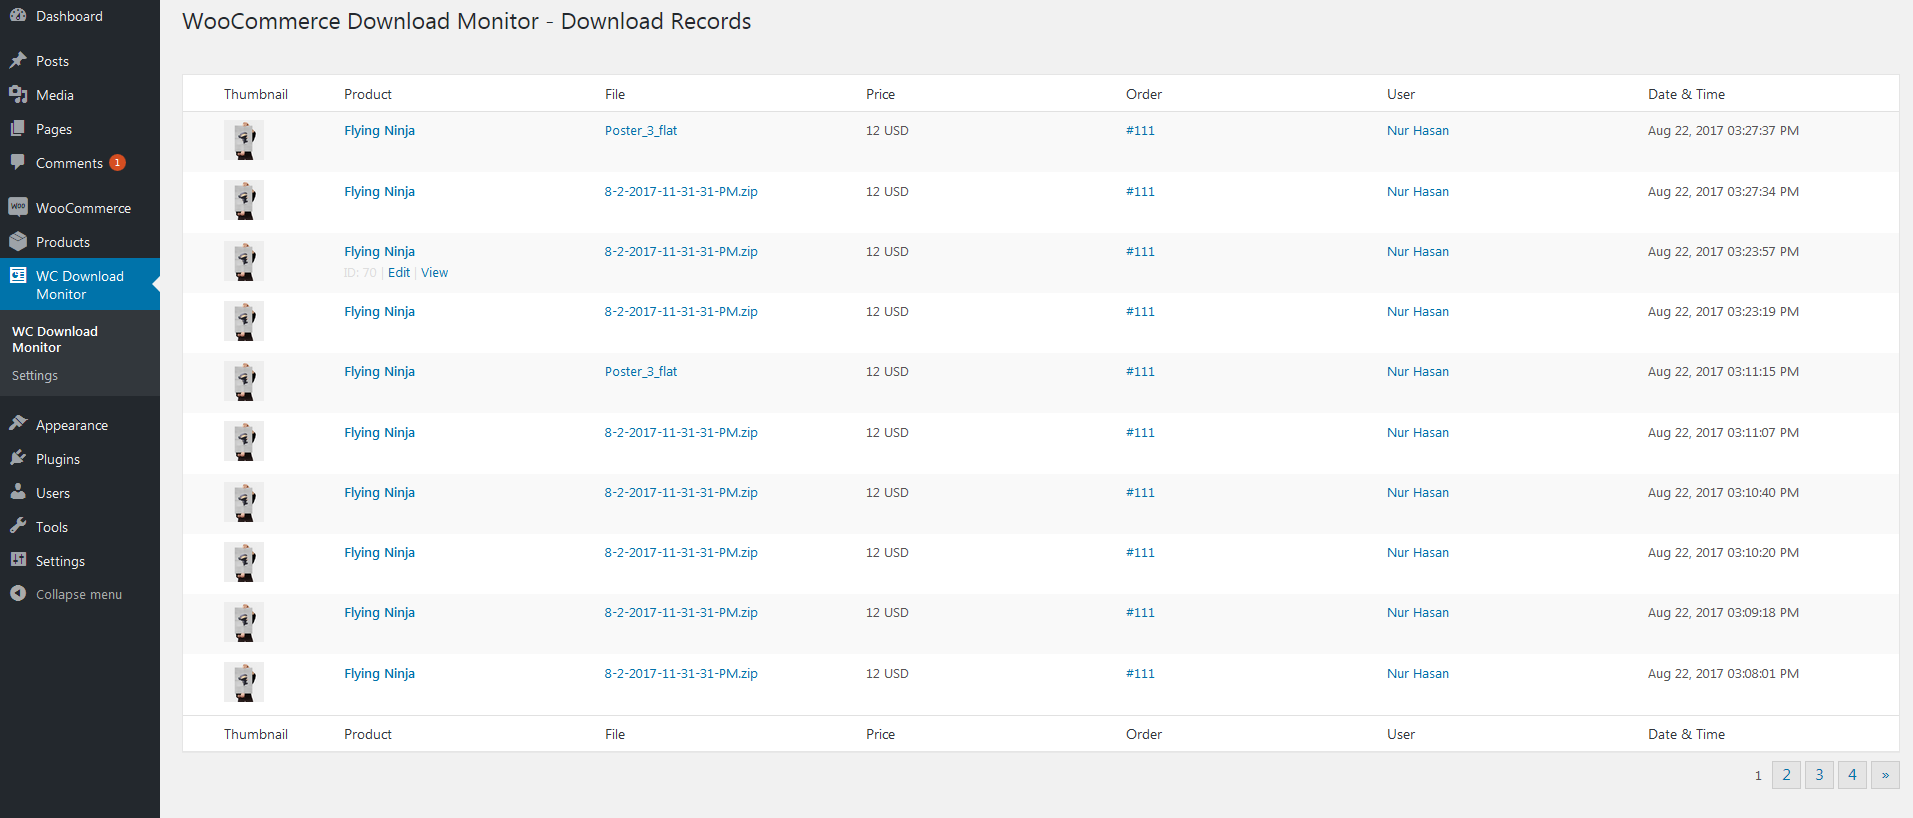 Dashboard
Posts
Media
Pages
Comments 1
WooCommerce
Products
WC Download
Monitor
WC Download
Monitor
Settings
Appearance
Plugins
Users
Tools
Settings
Collapse menu
WooCommerce Download Monitor - Download Records
Thumbnail Product File Price Order User Date & Time
Flying Ninja Poster_3_flat 12 USD #111 Nur Hasan Aug 22, 2017 03:27:37 PM
Flying Ninja 8-2-2017-11-31-31-PM.zip 12 USD #111 Nur Hasan Aug 22, 2017 03:27:34 PM
Flying Ninja 8-2-2017-11-31-31-PM.zip 12 USD #111 Nur Hasan Aug 22, 2017 03:23:57 PM
ID: 70 | Edit | View
Flying Ninja 8-2-2017-11-31-31-PM.zip 12 USD #111 Nur Hasan Aug 22, 2017 03:23:19 PM
Flying Ninja Poster_3_flat 12 USD #111 Nur Hasan Aug 22, 2017 03:11:15 PM
Flying Ninja 8-2-2017-11-31-31-PM.zip 12 USD #111 Nur Hasan Aug 22, 2017 03:11:07 PM
Flying Ninja 8-2-2017-11-31-31-PM.zip 12 USD #111 Nur Hasan Aug 22, 2017 03:10:40 PM
Flying Ninja 8-2-2017-11-31-31-PM.zip 12 USD #111 Nur Hasan Aug 22, 2017 03:10:20 PM
Flying Ninja 8-2-2017-11-31-31-PM.zip 12 USD #111 Nur Hasan Aug 22, 2017 03:09:18 PM
Flying Ninja 8-2-2017-11-31-31-PM.zip 12 USD #111 Nur Hasan Aug 22, 2017 03:08:01 PM
Thumbnail Product File Price Order User Date & Time
1 2 3 4 »